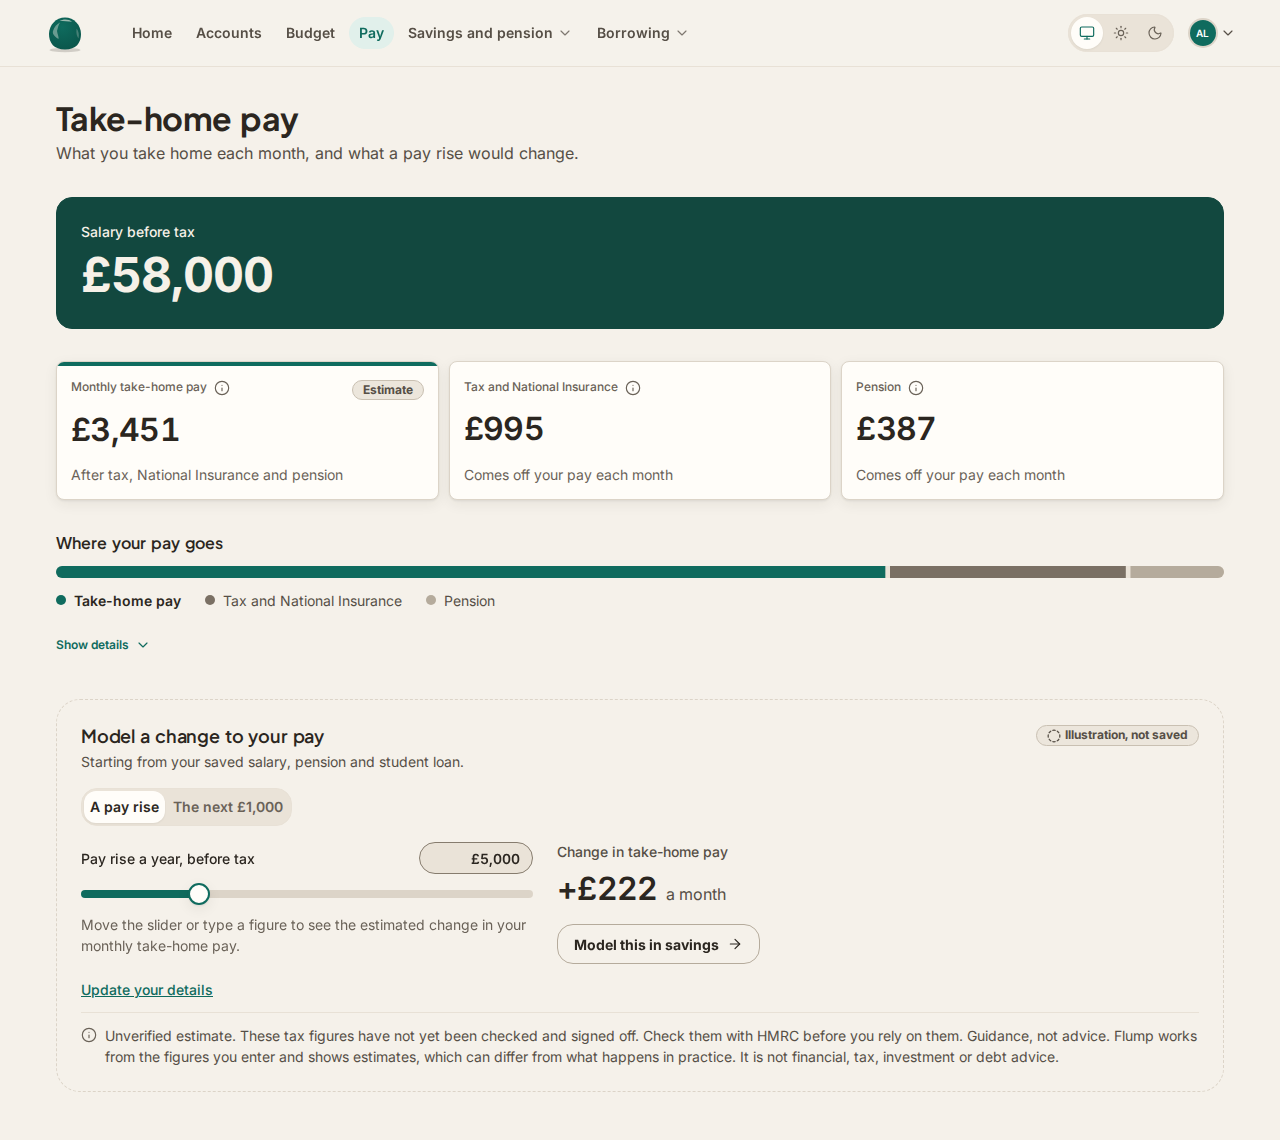 Home
Accounts
Budget
Pay
Savings and pension
Borrowing
AL
Take-home pay
What you take home each month, and what a pay rise would change.
Salary before tax
£58,000
Monthly take-home pay
Estimate
£3,451
After tax, National Insurance and pension
Tax and National Insurance
£995
Comes off your pay each month
Pension
£387
Comes off your pay each month
Where your pay goes
Take-home pay
Tax and National Insurance
Pension
Show details
Model a change to your pay
Illustration, not saved
Starting from your saved salary, pension and student loan.
A pay rise
The next £1,000
Pay rise a year, before tax
£5,000
Move the slider or type a figure to see the estimated change in your
monthly take-home pay.
Change in take-home pay
+£222 a month
Model this in savings
Update your details
Unverified estimate. These tax figures have not yet been checked and signed off. Check them with HMRC before you rely on them. Guidance, not advice. Flump works
from the figures you enter and shows estimates, which can differ from what happens in practice. It is not financial, tax, investment or debt advice.